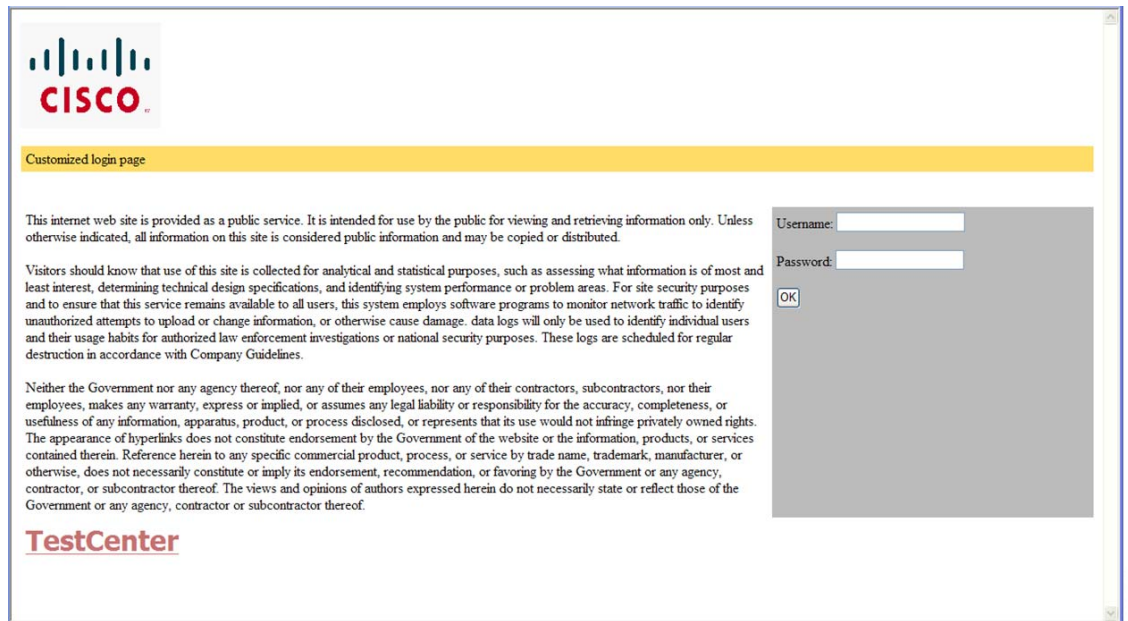 CISCO
Customized login page
This internet web site is provided as a public service. It is intended for use by the public for viewing and retrieving information only. Unless
otherwise indicated, all information on this site is considered public information and may be copied or distributed.
Username:
Visitors should know that use of this site is collected for analytical and statistical purposes, such as assessing what information is of most and
Password:
least interest, determining technical design specifications, and identifying system performance or problem areas. For site security purposes
and to ensure that this service remains available to all users, this system employs software programs to monitor network traffic to identify
OK
unauthorized attempts to upload or change information, or otherwise cause damage. data logs will only be used to identify individual users
and their usage habits for authorized law enforcement investigations or national security purposes. These logs are scheduled for regular
destruction in accordance with Company Guidelines.
Neither the Government nor any agency thereof, nor any of their employees, nor any of their contractors, subcontractors, nor their
employees, makes any warranty, express or implied, or assumes any legal liability or responsibility for the accuracy, completeness, or
usefulness of any information, apparatus, product, or process disclosed, or represents that its use would not infringe privately owned rights.
The appearance of hyperlinks does not constitute endorsement by the Government of the website or the information, products, or services
contained therein. Reference herein to any specific commercial product, process, or service by trade name, trademark, manufacturer, or
otherwise, does not necessarily constitute or imply its endorsement, recommendation, or favoring by the Government or any agency,
contractor, or subcontractor thereof. The views and opinions of authors expressed herein do not necessarily state or reflect those of the
Government or any agency, contractor or subcontractor thereof.
TestCenter